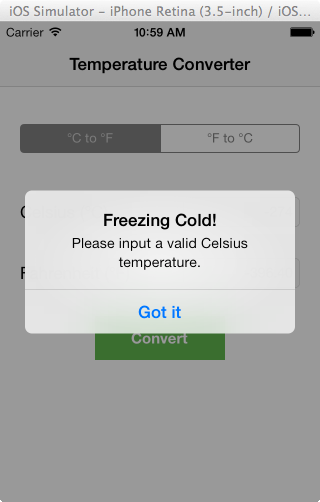 iOS Simulator – iPhone Retina (3.5-inch) / iOS...
Carrier 10:59 AM
Temperature Converter
°C to °F °F to °C
Freezing Cold!
Please input a valid Celsius
temperature.
Got it
Convert